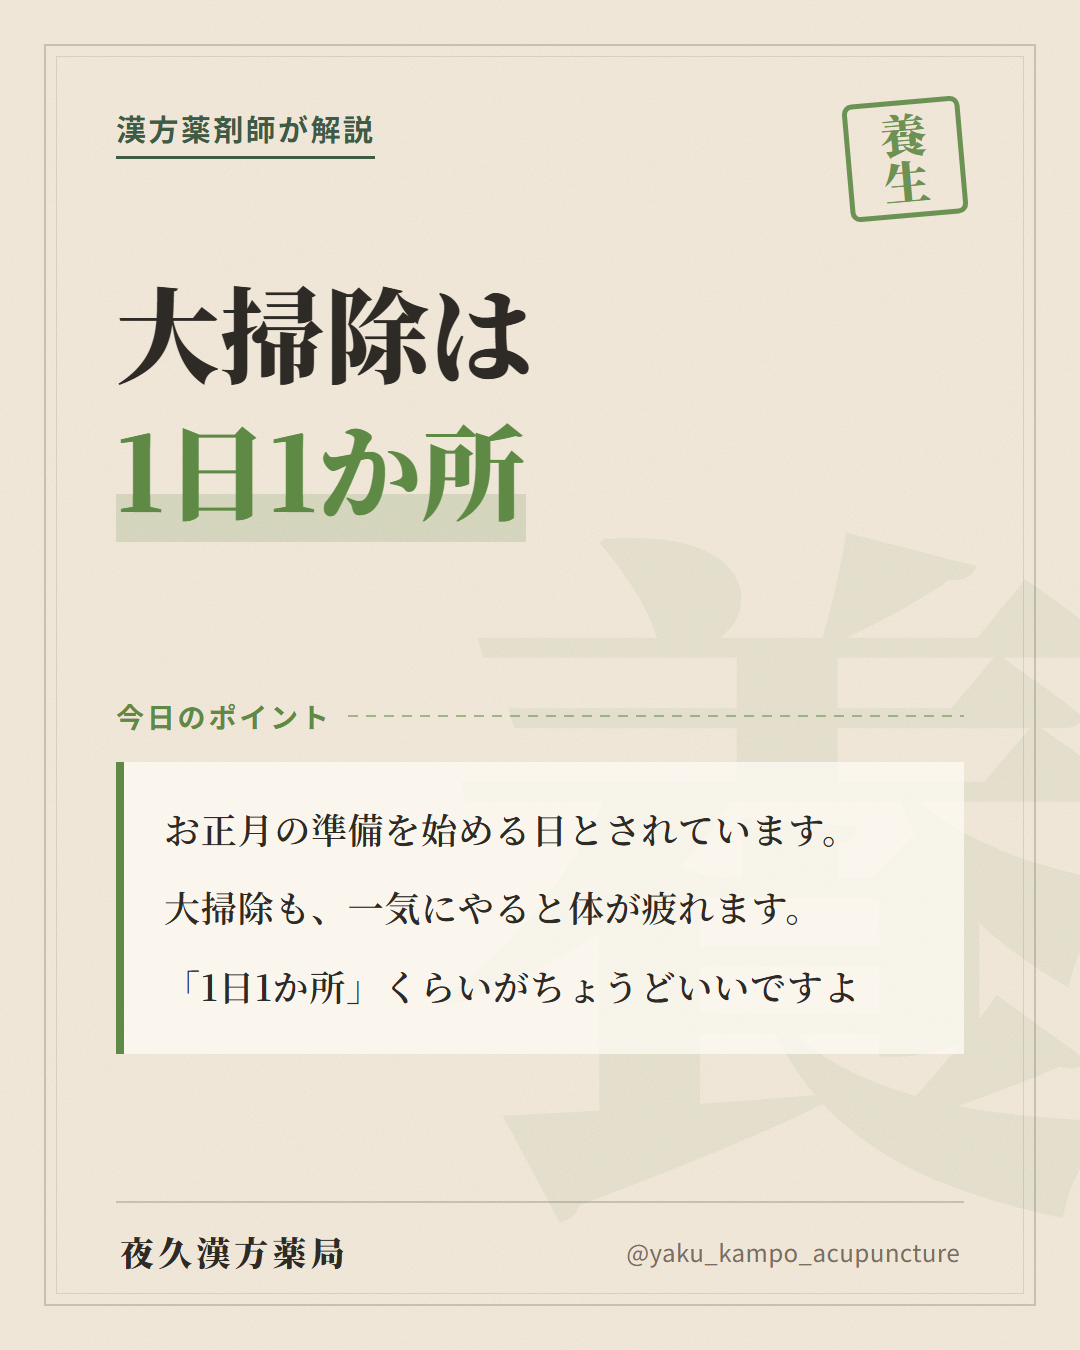 漢方薬剤師が解説
養
生
大掃除は
1日1か所
今日のポイント
お正月の準備を始める日とされています。
大掃除も、一気にやると体が疲れます。
「1日1か所」くらいがちょうどいいですよ
養
夜久漢方薬局
@yaku_kampo_acupuncture